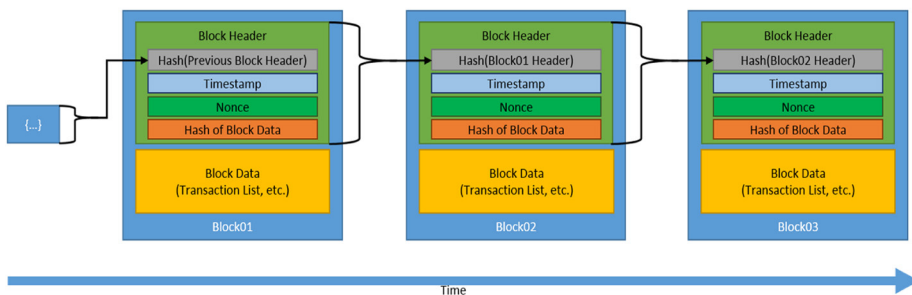 {...}
Block Header
Hash(Previous Block Header)
Timestamp
Nonce
Hash of Block Data
Block Data
(Transaction List, etc.)
Block01
Block Header
Hash(Block01 Header)
Timestamp
Nonce
Hash of Block Data
Block Data
(Transaction List, etc.)
Block02
Block Header
Hash(Block02 Header)
Timestamp
Nonce
Hash of Block Data
Block Data
(Transaction List, etc.)
Block03
Time